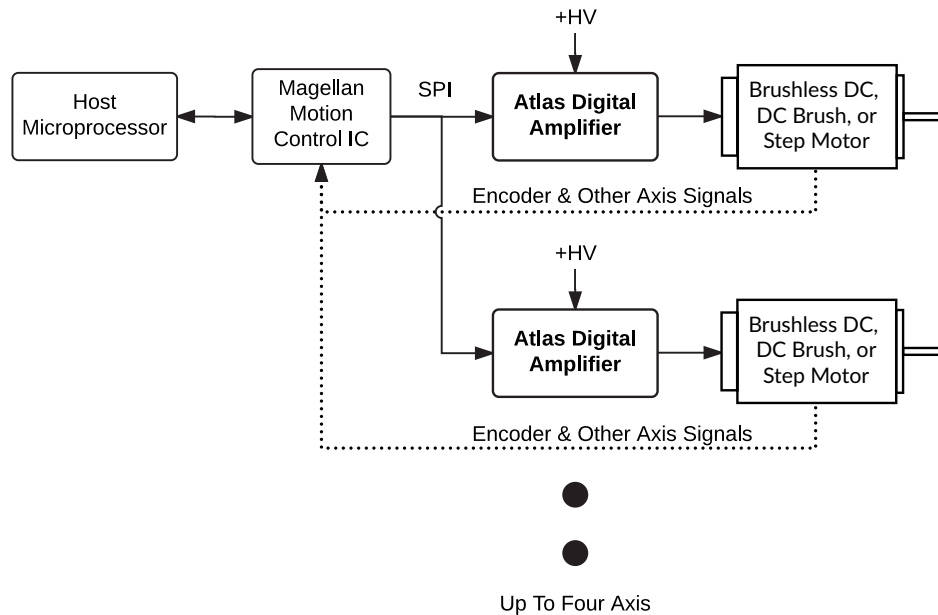 +HV
Host
Microprocessor
Magellan
Motion
Control IC
SPI
Atlas Digital
Amplifier
Brushless DC,
DC Brush, or
Step Motor
Encoder & Other Axis Signals
+HV
Atlas Digital
Amplifier
Brushless DC,
DC Brush, or
Step Motor
Encoder & Other Axis Signals
Up To Four Axis